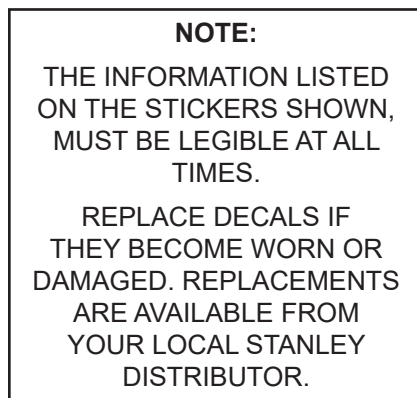 NOTE:
THE INFORMATION LISTED
ON THE STICKERS SHOWN,
MUST BE LEGIBLE AT ALL
TIMES.
REPLACE DECALS IF
THEY BECOME WORN OR
DAMAGED. REPLACEMENTS
ARE AVAILABLE FROM
YOUR LOCAL STANLEY
DISTRIBUTOR.